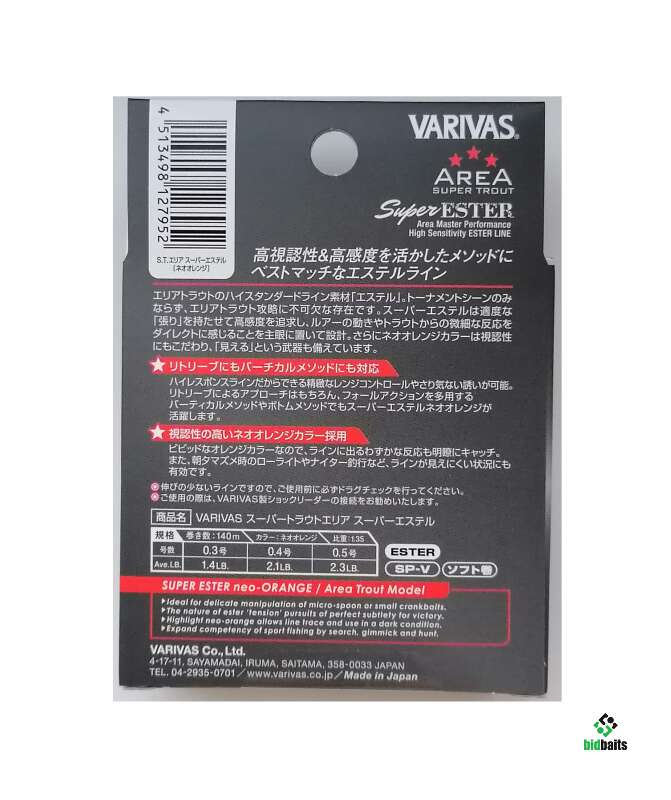 4 513498 127952
S.T.エリア スーパーエステル
[ネオオレンジ]
VARIVAS®
AREA
SUPER TROUT
Super ESTER
Area Master Performance
High Sensitivity ESTER LINE
高視認性&高感度を活かしたメソッドに
ベストマッチなエステルライン
エリアトラウトのハイスタンダードライン素材「エステル」。トーナメントシーンのみ
ならず、エリアトラウト攻略に不可欠な存在です。スーパーエステルは適度な
「張り」を持たせて高感度を追求し、ルアーの動きやトラウトからの微細な反応を
ダイレクトに感じることを主眼に置いて設計。さらにネオオレンジカラーは視認性
にもこだわり、「見える」という武器も備えています。
リトリーブにもバーチカルメソッドにも対応
ハイレスポンスラインだからできる精緻なレンジコントロールやさり気ない誘いが可能。
リトリーブによるアプローチはもちろん、フォールアクションを多用する
バーティカルメソッドやボトムメソッドでもスーパーエステルネオオレンジが
活躍します。
視認性の高いネオオレンジカラー採用
ビビッドなオレンジカラーなので、ラインに出るわずかな反応も明瞭にキャッチ。
また、朝夕マズメ時のローライトやナイター釣行など、ラインが見えにくい状況にも
有効です。
伸びの少ないラインですので、ご使用前に必ずドラグチェックを行ってください。
ご使用の際は、VARIVAS製ショックリーダーの接続をお勧めいたします。
商品名 VARIVAS スーパートラウトエリア スーパーエステル
規格 巻き数:140m カラー:ネオオレンジ 比重:1.35
号数 0.3号 0.4号 0.5号
Ave.LB. 1.4LB. 2.1LB. 2.3LB.
ESTER
SP-V ソフト巻
SUPER ESTER neo-ORANGE / Area Trout Model
Ideal for delicate manipulation of micro-spoon or small crankbaits.
The nature of ester 'tension' pursuits of perfect subtlety for victory.
Highlight neo-orange allows line trace and use in a dark condition.
Expand competency of sport fishing by search, gimmick and hunt.
VARIVAS Co., Ltd.
4-17-11, SAYAMADAI, IRUMA, SAITAMA, 358-0033 JAPAN
TEL. 04-2935-0701 / www.varivas.co.jp / Made in Japan
bidbaits